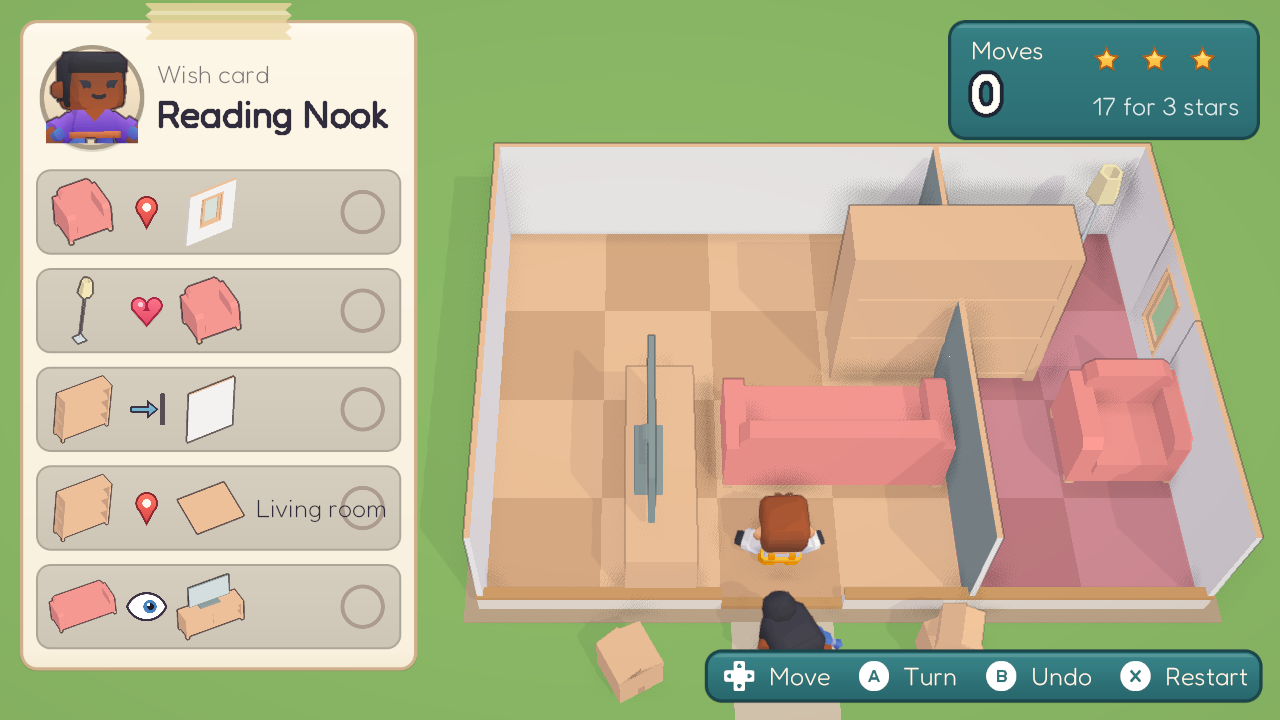 Wish card
Reading Nook
Living room
Moves
0
17 for 3 stars
Move
A Turn
B Undo
X Restart